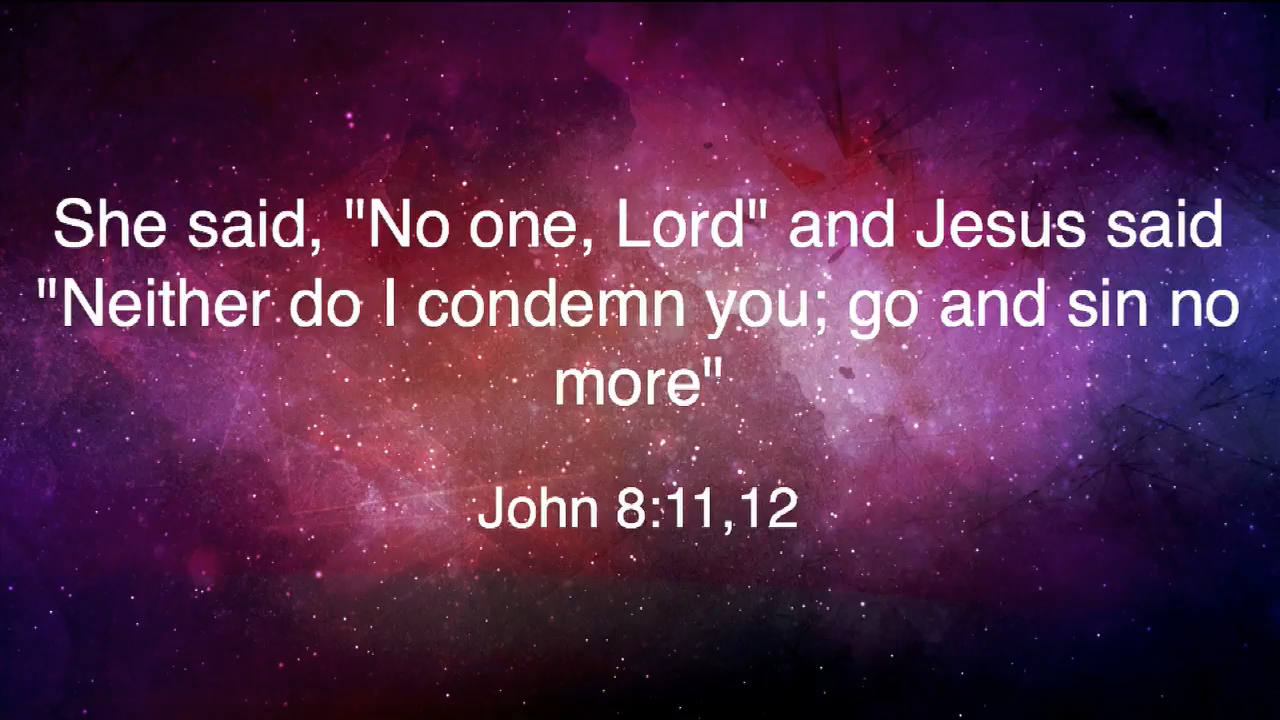 She said, "No one, Lord" and Jesus said
"Neither do I condemn you; go and sin no
more"
John 8:11,12